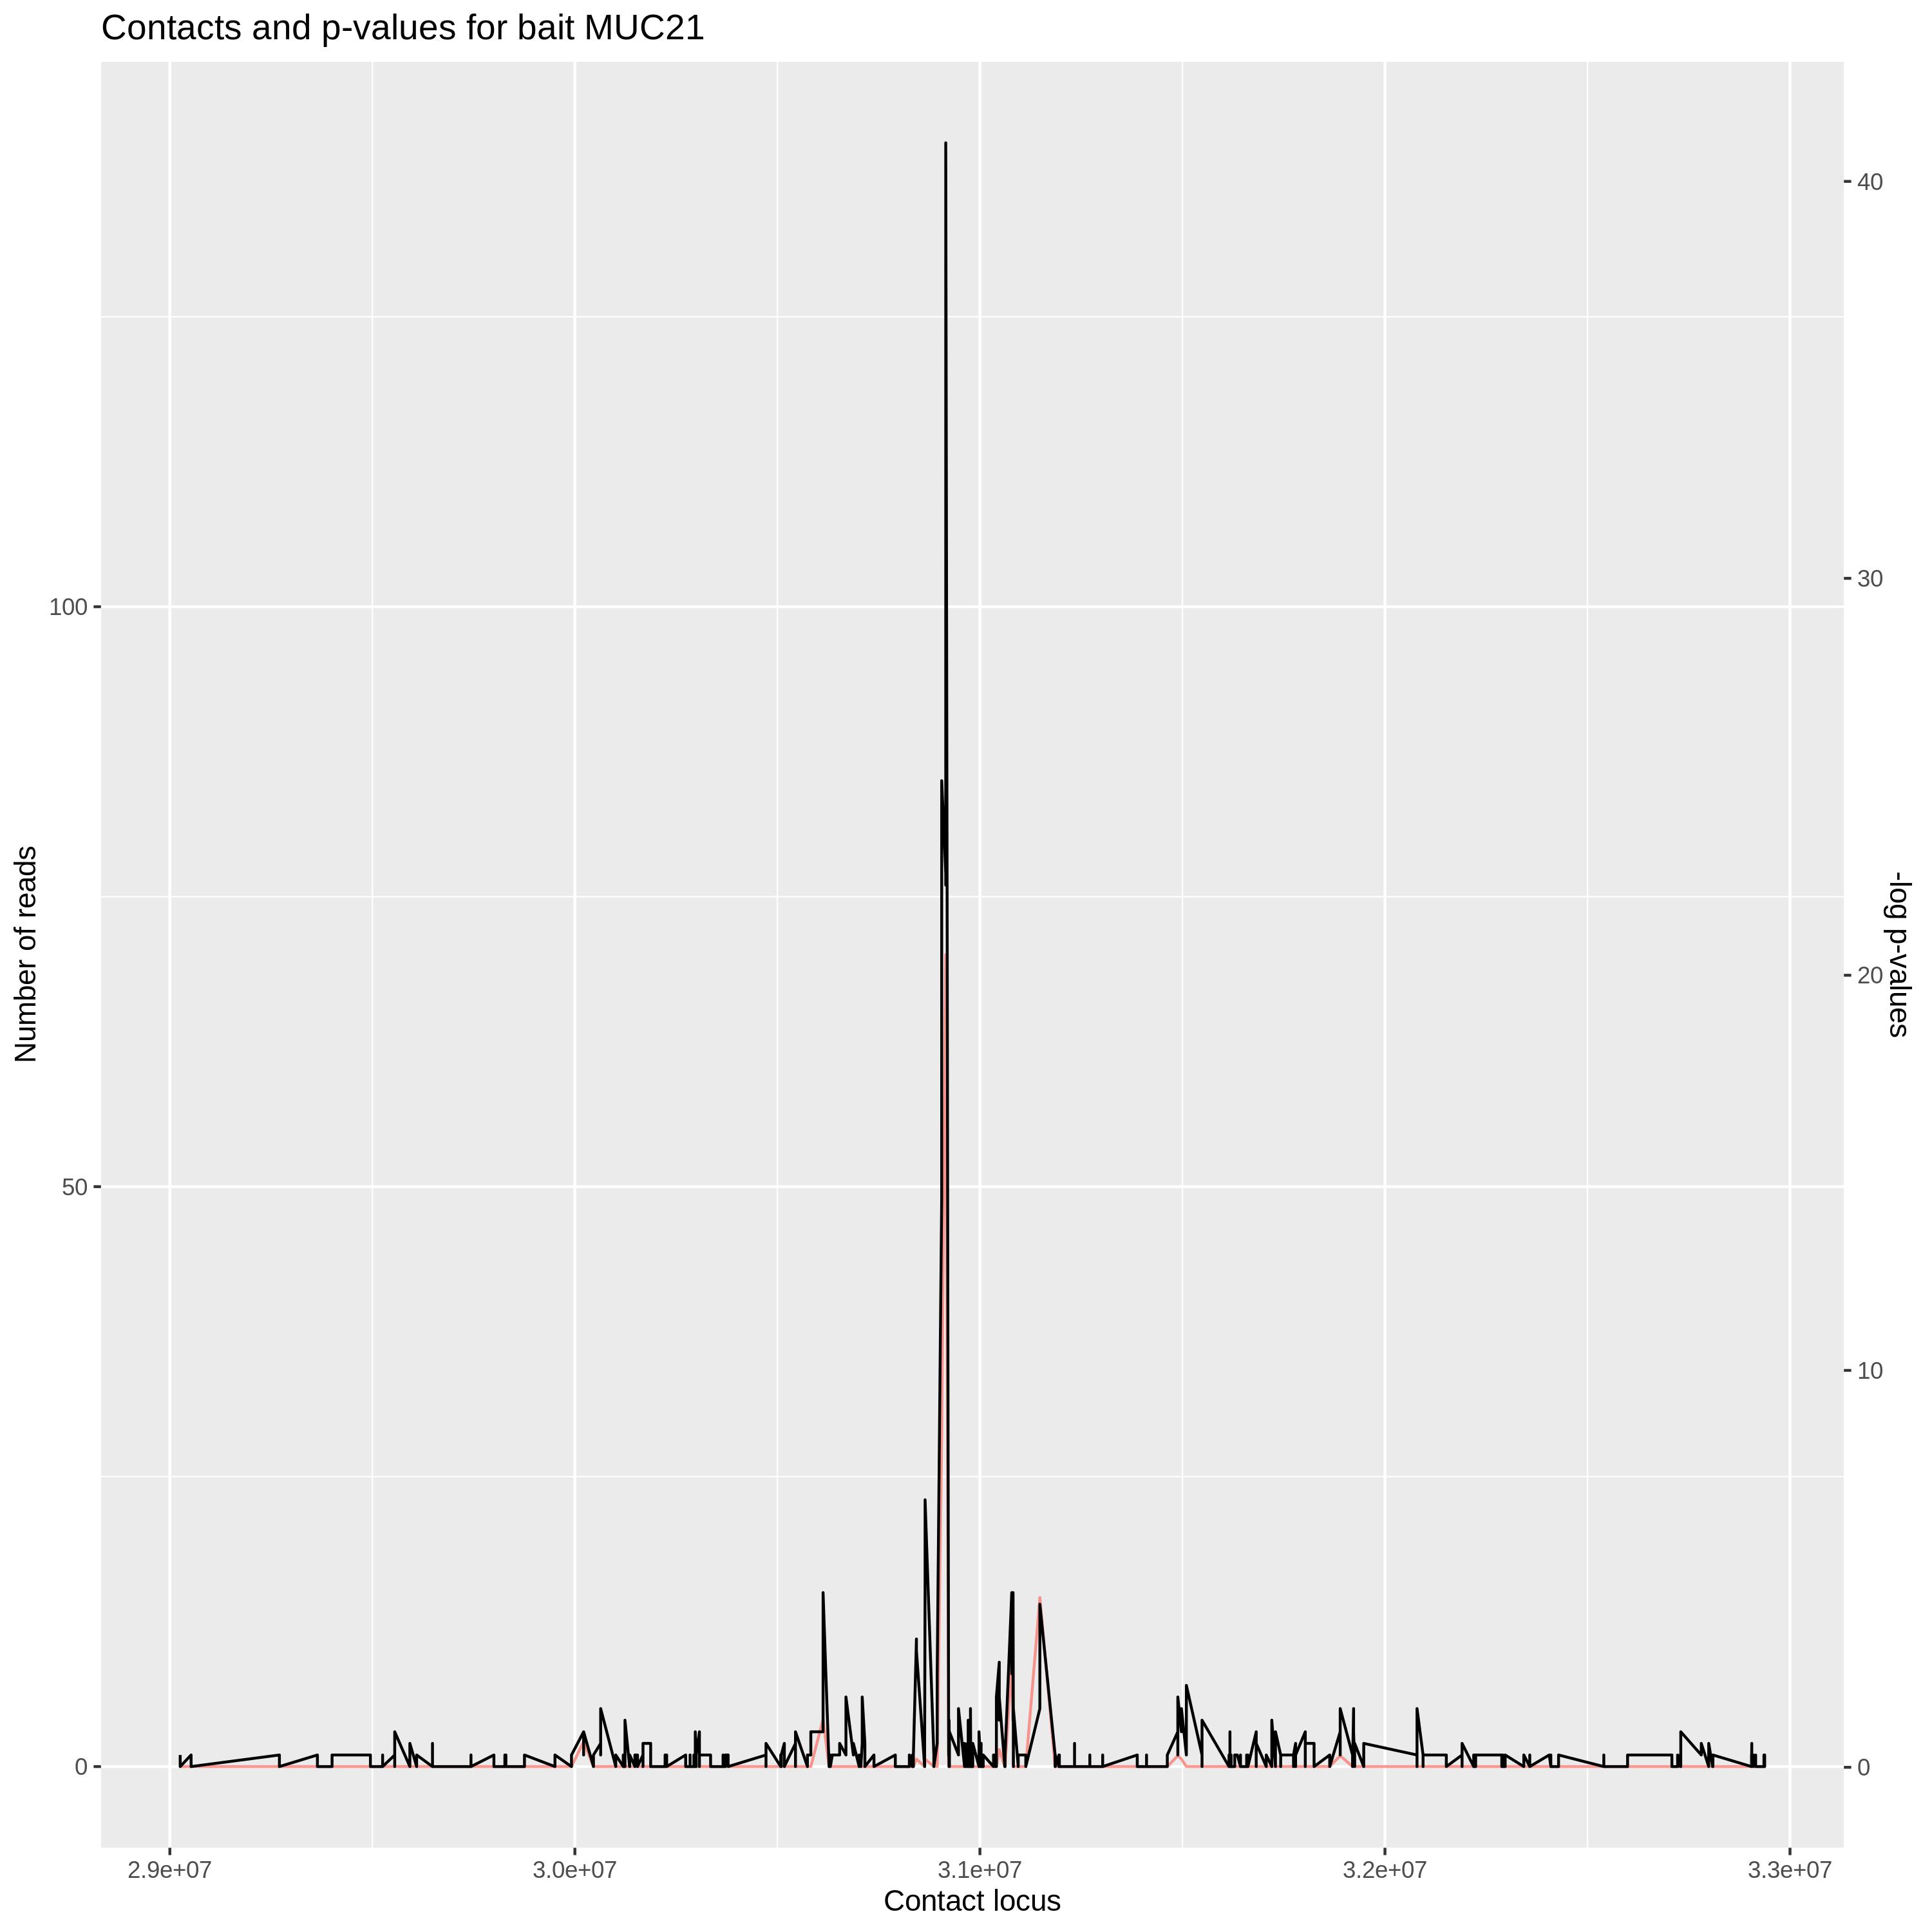 Contacts and p-values for bait MUC21
Number of reads
100
50
0
40
30
20
10
0
-log p-values
2.9e+07 3.0e+07 3.1e+07 3.2e+07 3.3e+07
Contact locus